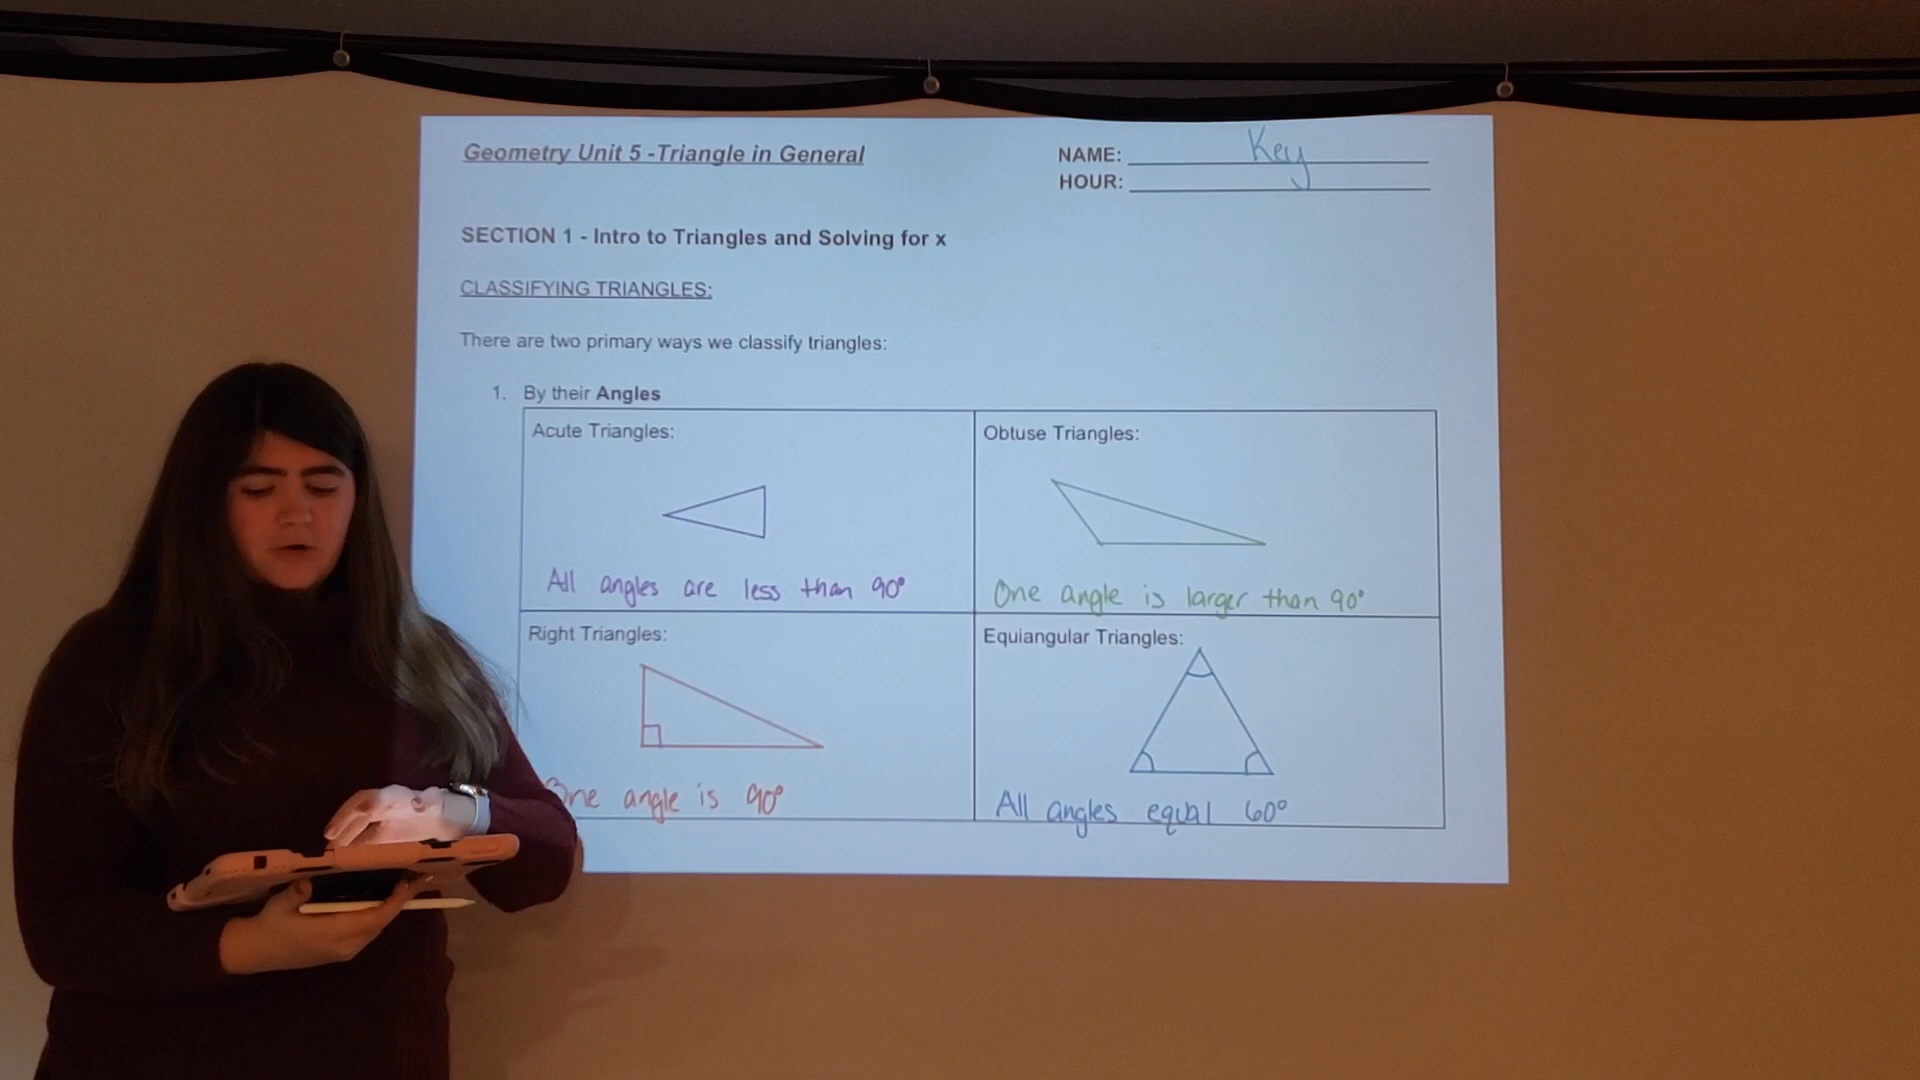 Geometry Unit 5 -Triangle in General
NAME: Key
HOUR:
SECTION 1 - Intro to Triangles and Solving for x
CLASSIFYING TRIANGLES:
There are two primary ways we classify triangles:
1. By their Angles
Acute Triangles:
All angles are less than 90°
Obtuse Triangles:
One angle is larger than 90°
Right Triangles:
One angle is 90°
Equiangular Triangles:
All angles equal 60°